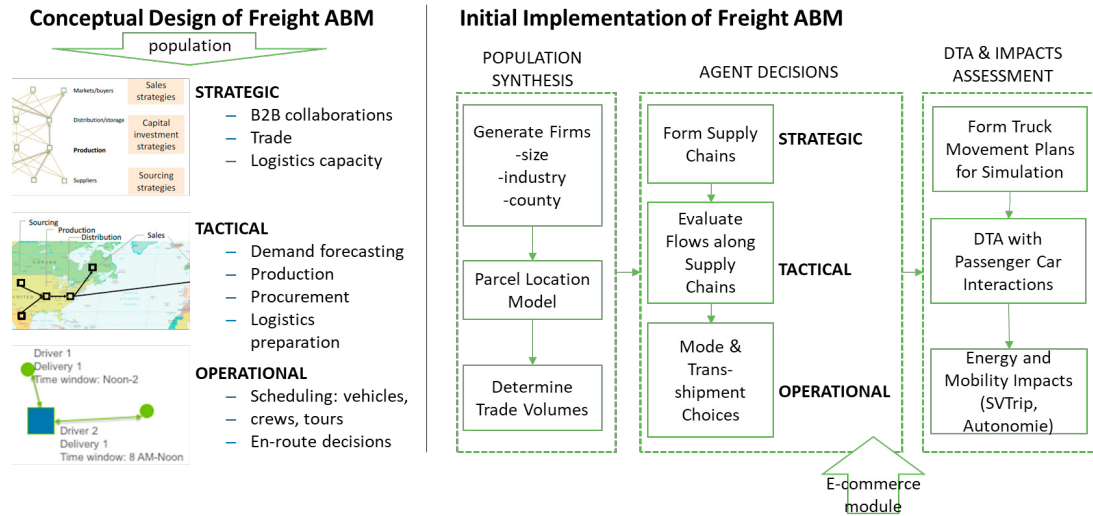 Conceptual Design of Freight ABM
population
Markets/buyers
Distribution/storage
Production
Suppliers
Sales
strategies
Capital
investment
strategies
Sourcing
strategies
STRATEGIC
– B2B collaborations
– Trade
– Logistics capacity
Sourcing
Production
Distribution
Sales
TACTICAL
– Demand forecasting
– Production
– Procurement
– Logistics
preparation
Driver 1
Delivery 1
Time window: Noon-2
Driver 2
Delivery 1
Time window: 8 AM-Noon
OPERATIONAL
– Scheduling: vehicles,
– crews, tours
– En-route decisions
Initial Implementation of Freight ABM
POPULATION
SYNTHESIS
Generate Firms
-size
-industry
-county
Parcel Location
Model
Determine
Trade Volumes
AGENT DECISIONS
Form Supply
Chains
STRATEGIC
Evaluate
Flows along
Supply
Chains
TACTICAL
Mode &
Trans-
shipment
Choices
OPERATIONAL
E-commerce
module
DTA & IMPACTS
ASSESSMENT
Form Truck
Movement Plans
for Simulation
DTA with
Passenger Car
Interactions
Energy and
Mobility Impacts
(SVTrip,
Autonomie)